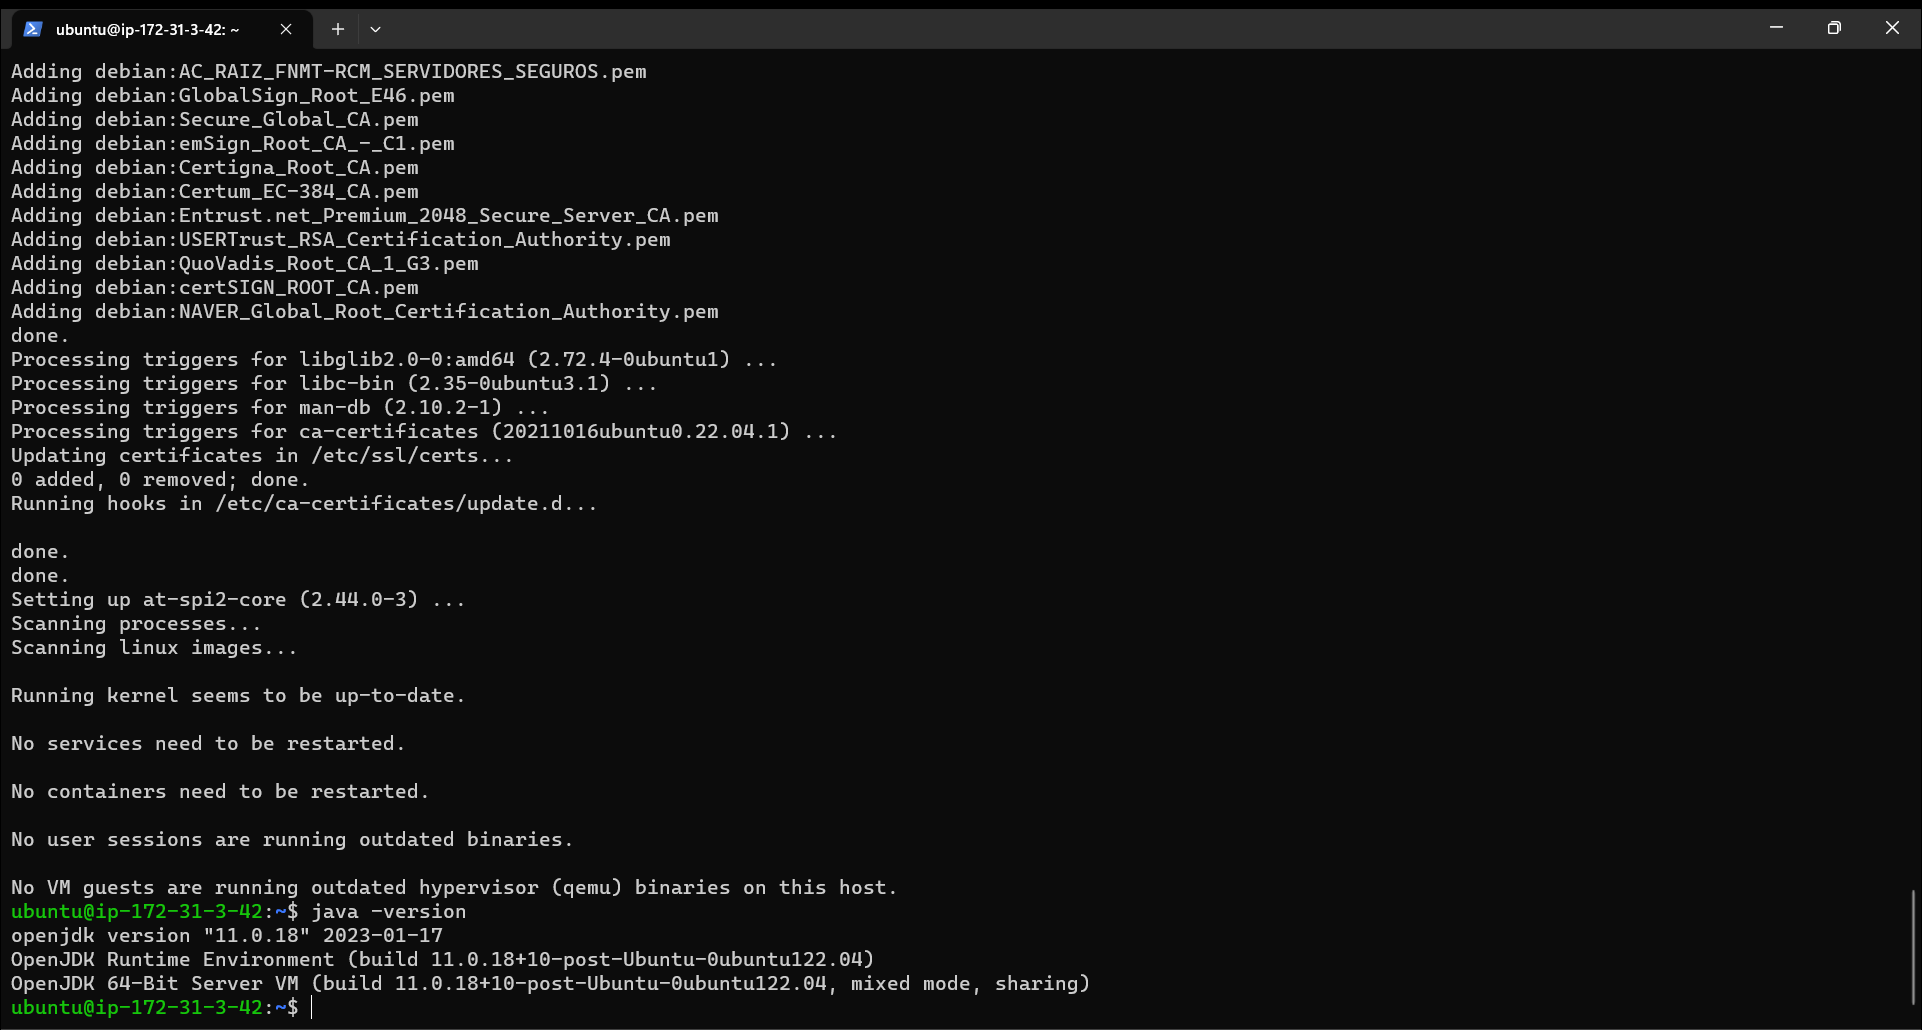 ubuntu@ip-172-31-3-42: ~
Adding debian:AC_RAIZ_FNMT-RCM_SERVIDORES_SEGUROS.pem
Adding debian:GlobalSign_Root_E46.pem
Adding debian:Secure_Global_CA.pem
Adding debian:emSign_Root_CA_-_C1.pem
Adding debian:Certigna_Root_CA.pem
Adding debian:Certum_EC-384_CA.pem
Adding debian:Entrust.net_Premium_2048_Secure_Server_CA.pem
Adding debian:USERTrust_RSA_Certification_Authority.pem
Adding debian:QuoVadis_Root_CA_1_G3.pem
Adding debian:certSIGN_ROOT_CA.pem
Adding debian:NAVER_Global_Root_Certification_Authority.pem
done.
Processing triggers for libglib2.0-0:amd64 (2.72.4-0ubuntu1) ...
Processing triggers for libc-bin (2.35-0ubuntu3.1) ...
Processing triggers for man-db (2.10.2-1) ...
Processing triggers for ca-certificates (20211016ubuntu0.22.04.1) ...
Updating certificates in /etc/ssl/certs...
0 added, 0 removed; done.
Running hooks in /etc/ca-certificates/update.d...
done.
done.
Setting up at-spi2-core (2.44.0-3) ...
Scanning processes...
Scanning linux images...
Running kernel seems to be up-to-date.
No services need to be restarted.
No containers need to be restarted.
No user sessions are running outdated binaries.
No VM guests are running outdated hypervisor (qemu) binaries on this host.
ubuntu@ip-172-31-3-42:~$ java -version
openjdk version "11.0.18" 2023-01-17
OpenJDK Runtime Environment (build 11.0.18+10-post-Ubuntu-0ubuntu122.04)
OpenJDK 64-Bit Server VM (build 11.0.18+10-post-Ubuntu-0ubuntu122.04, mixed mode, sharing)
ubuntu@ip-172-31-3-42:~$